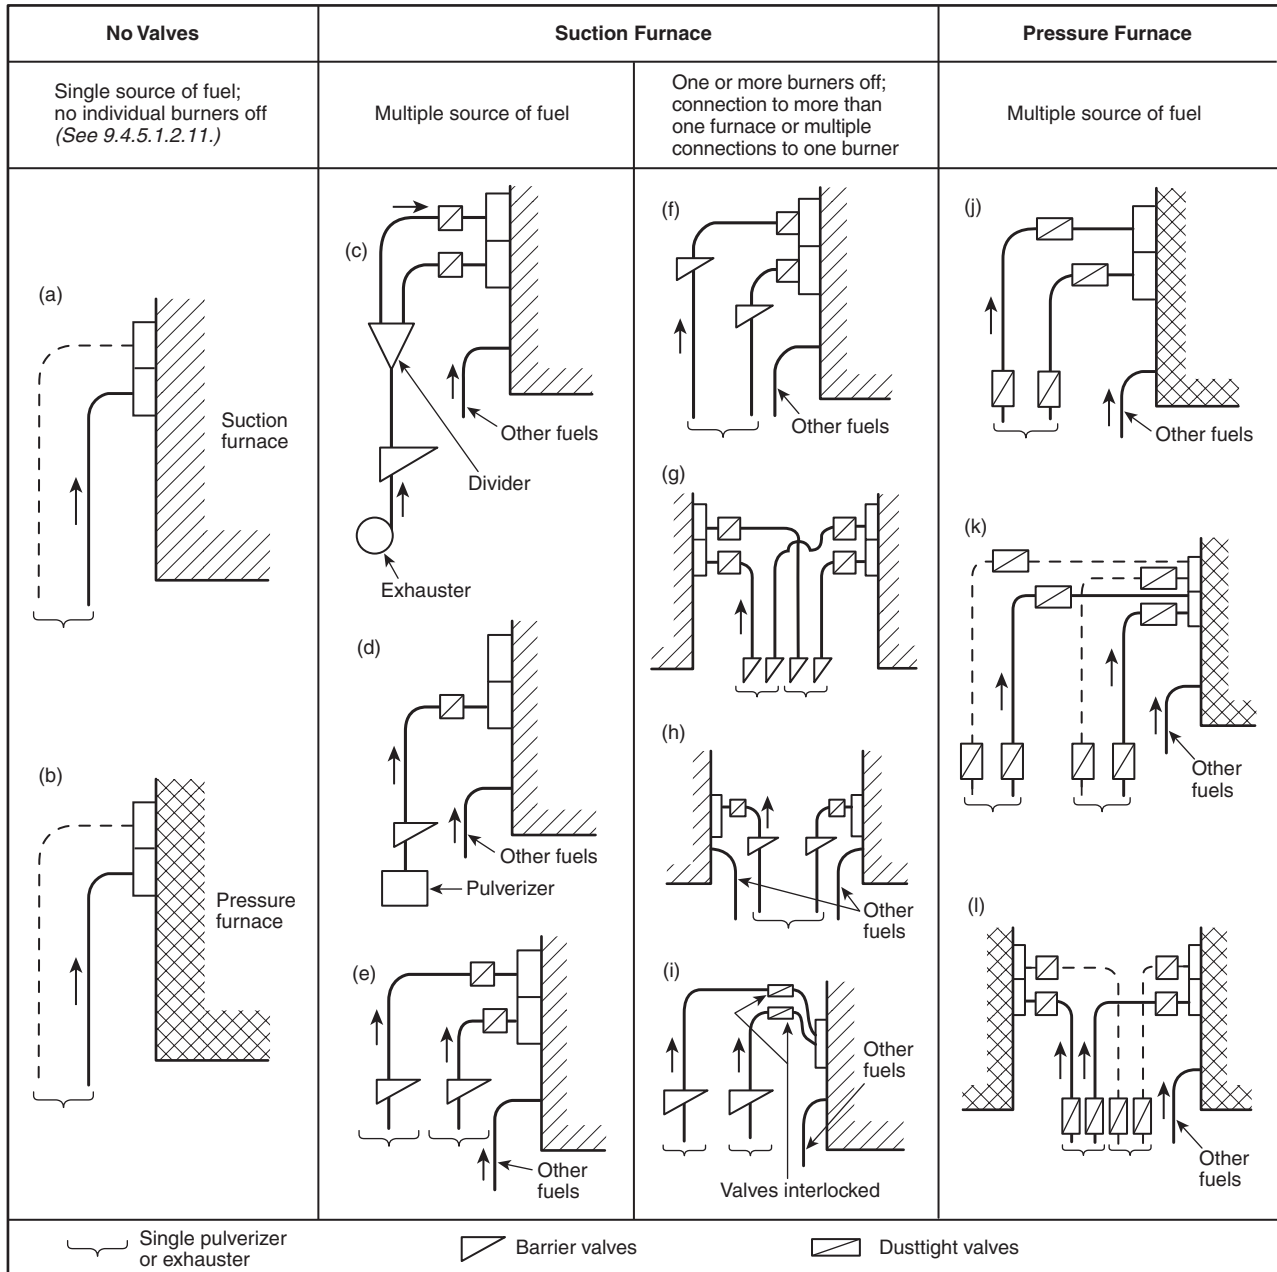 No Valves
Suction Furnace
Pressure Furnace
Single source of fuel;
no individual burners off
(See 9.4.5.1.2.11.)
Multiple source of fuel
One or more burners off;
connection to more than
one furnace or multiple
connections to one burner
Multiple source of fuel
(a)
Suction
furnace
(b)
Pressure
furnace
(c)
Other fuels
Divider
Exhauster
(d)
Other fuels
Pulverizer
(e)
Other
fuels
(f)
Other fuels
(g)
(h)
Other
fuels
(i)
Other
fuels
Valves interlocked
(j)
Other fuels
(k)
Other
fuels
(l)
Other
fuels
Single pulverizer
or exhauster
Barrier valves
Dusttight valves